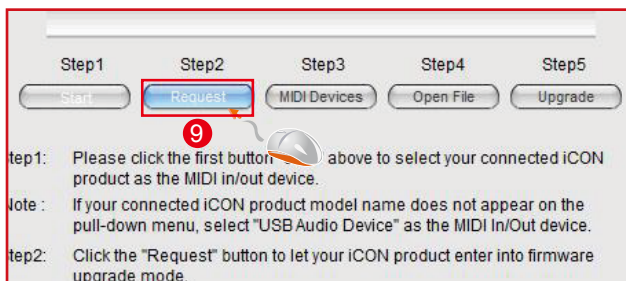 Step1 Step2 Step3 Step4 Step5
Start Request MIDI Devices Open File Upgrade
9
tep1: Please click the first button above to select your connected iCON
product as the MIDI in/out device.
Note : If your connected iCON product model name does not appear on the
pull-down menu, select "USB Audio Device" as the MIDI In/Out device.
tep2: Click the "Request" button to let your iCON product enter into firmware
upgrade mode.